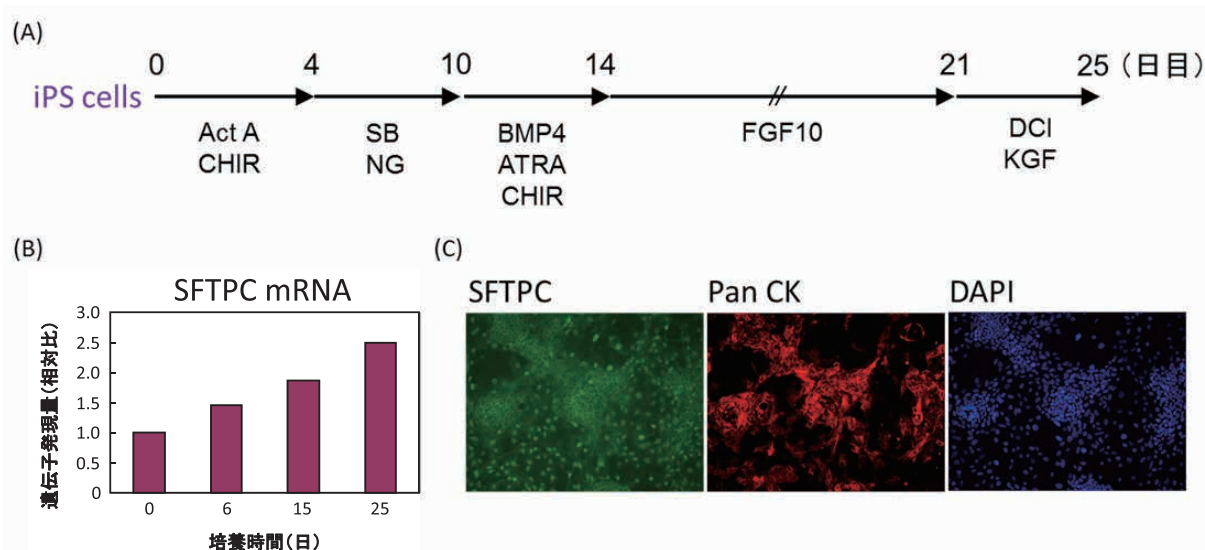 (A)
0 4 10 14 21 25（日目）
iPS cells
Act A
CHIR
SB
NG
BMP4
ATRA
CHIR
FGF10
DCI
KGF
(B)
SFTPC mRNA
遺伝子発現量（相対比）
3.0
2.5
2.0
1.5
1.0
0.5
0
0 6 15 25
培養時間（日）
(C)
SFTPC Pan CK DAPI